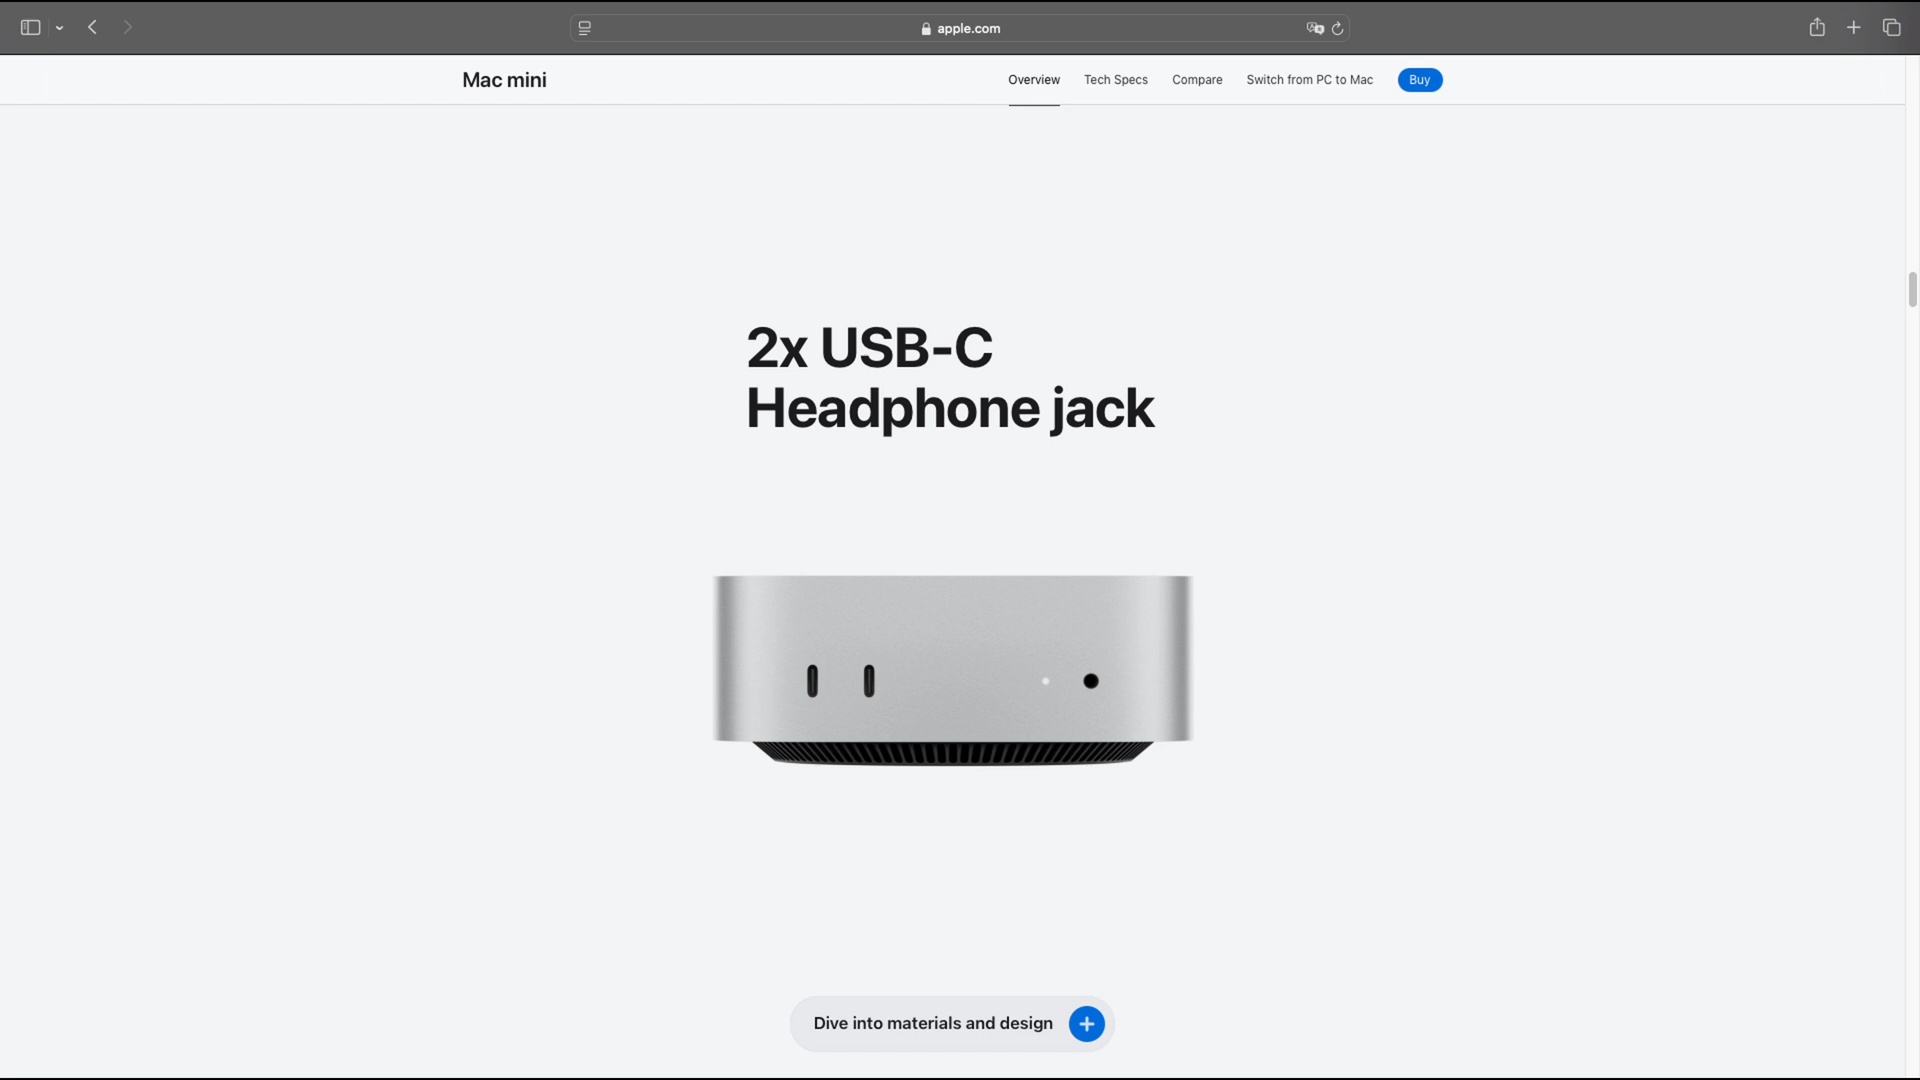 apple.com
Mac mini
Overview
Tech Specs
Compare
Switch from PC to Mac
Buy
2x USB-C
Headphone jack
Dive into materials and design